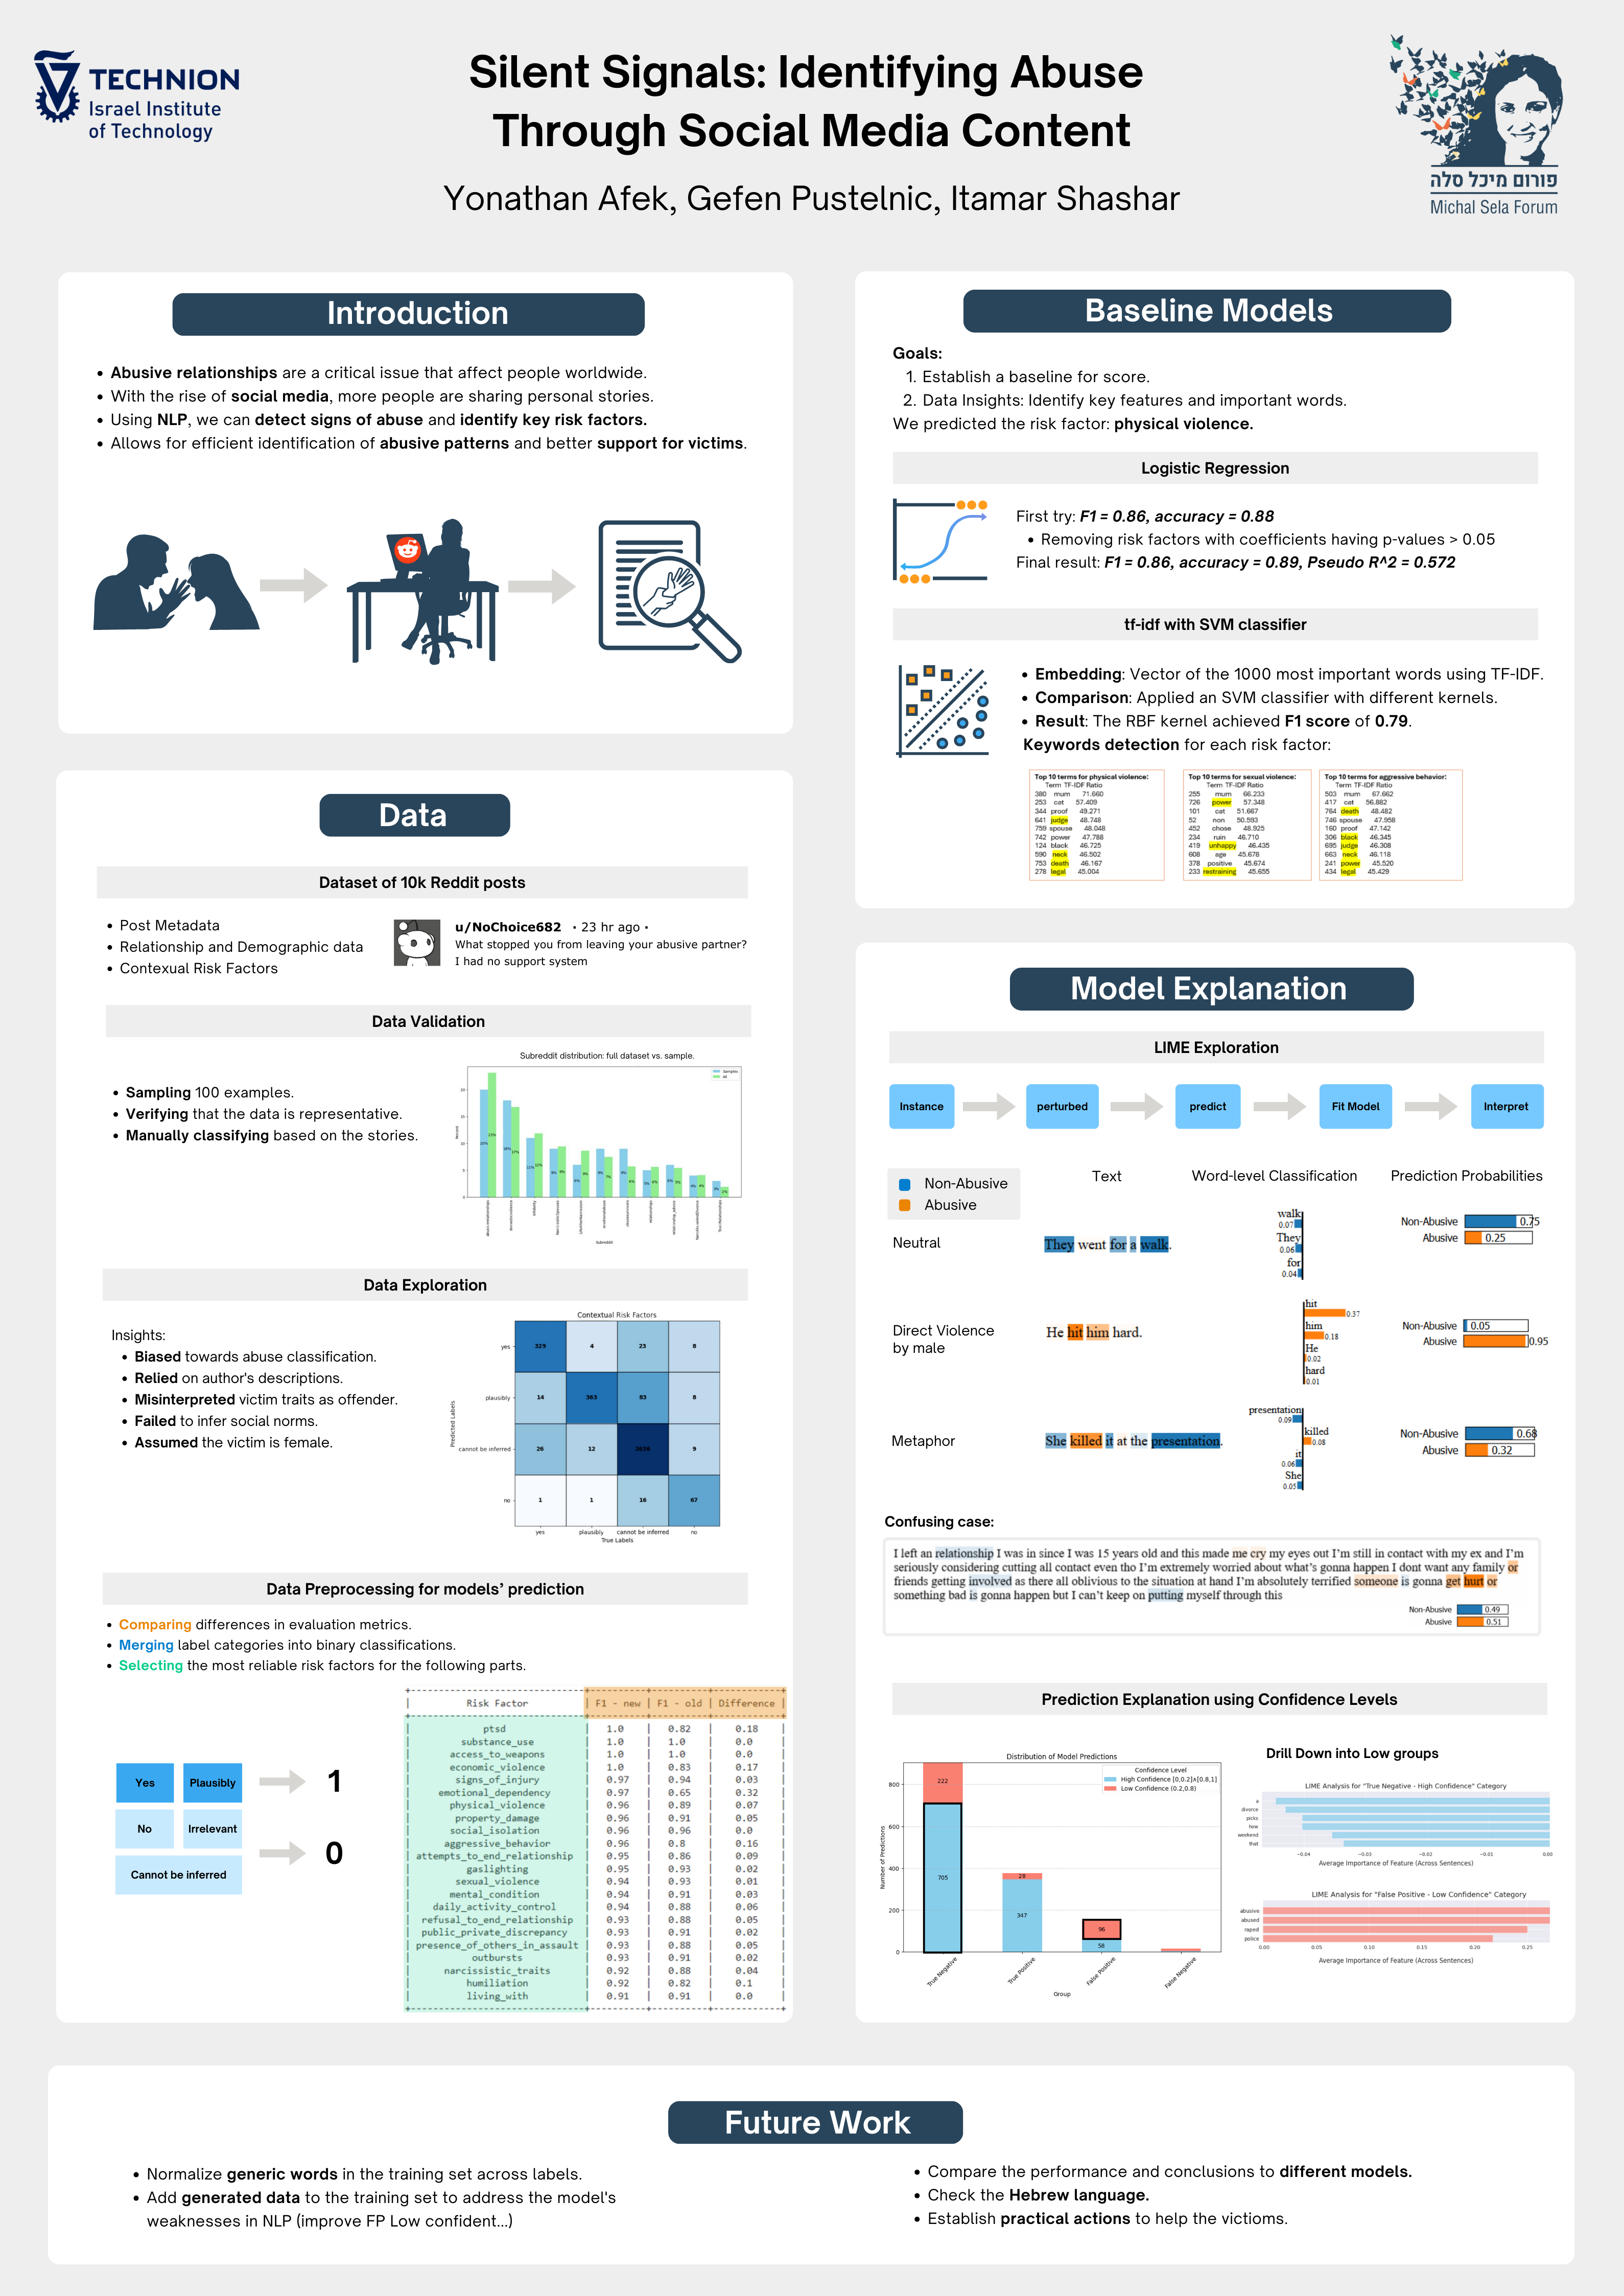 TECHNION
Israel Institute
of Technology
Silent Signals: Identifying Abuse
Through Social Media Content
Yonathan Afek, Gefen Pustelnic, Itamar Shashar
פורום מיכל סלה
Michal Sela Forum
Introduction
• Abusive relationships are a critical issue that affect people worldwide.
• With the rise of social media, more people are sharing personal stories.
• Using NLP, we can detect signs of abuse and identify key risk factors.
• Allows for efficient identification of abusive patterns and better support for victims.
Data
Dataset of 10k Reddit posts
• Post Metadata
• Relationship and Demographic data
• Contexual Risk Factors
u/NoChoice682 • 23 hr ago •
What stopped you from leaving your abusive partner?
I had no support system
Data Validation
• Sampling 100 examples.
• Verifying that the data is representative.
• Manually classifying based on the stories.
Subreddit distribution: full dataset vs. sample.
Samples
All
Percent
Subreddit
Data Exploration
Insights:
• Biased towards abuse classification.
• Relied on author's descriptions.
• Misinterpreted victim traits as offender.
• Failed to infer social norms.
• Assumed the victim is female.
Contextual Risk Factors
yes 329 4 23 8
plausibly 14 363 83 8
cannot be inferred 26 12 9
no 1 1 16 67
yes plausibly cannot be inferred no
Predicted Labels
True Labels
Data Preprocessing for models’ prediction
• Comparing differences in evaluation metrics.
• Merging label categories into binary classifications.
• Selecting the most reliable risk factors for the following parts.
Yes Plausibly 1
No Irrelevant
Cannot be inferred 0
| Risk Factor | F1 - new | F1 - old | Difference |
ptsd | 1.0 | 0.82 | 0.18
substance_use | 1.0 | 1.0 | 0.0
access_to_weapons | 1.0 | 1.0 | 0.0
economic_violence | 1.0 | 0.83 | 0.17
signs_of_injury | 0.97 | 0.94 | 0.03
emotional_dependency | 0.97 | 0.65 | 0.32
physical_violence | 0.96 | 0.89 | 0.07
property_damage | 0.96 | 0.91 | 0.05
social_isolation | 0.96 | 0.96 | 0.0
aggressive_behavior | 0.96 | 0.8 | 0.16
attempts_to_end_relationship | 0.95 | 0.86 | 0.09
gaslighting | 0.95 | 0.93 | 0.02
sexual_violence | 0.94 | 0.93 | 0.01
mental_condition | 0.94 | 0.91 | 0.03
daily_activity_control | 0.94 | 0.88 | 0.06
refusal_to_end_relationship | 0.93 | 0.88 | 0.05
public_private_discrepancy | 0.93 | 0.91 | 0.02
presence_of_others_in_assault | 0.93 | 0.88 | 0.05
outbursts | 0.93 | 0.91 | 0.02
narcissistic_traits | 0.92 | 0.88 | 0.04
humiliation | 0.92 | 0.82 | 0.1
living_with | 0.91 | 0.91 | 0.0
Baseline Models
Goals:
1. Establish a baseline for score.
2. Data Insights: Identify key features and important words.
We predicted the risk factor: physical violence.
Logistic Regression
First try: F1 = 0.86, accuracy = 0.88
• Removing risk factors with coefficients having p-values > 0.05
Final result: F1 = 0.86, accuracy = 0.89, Pseudo R^2 = 0.572
tf-idf with SVM classifier
• Embedding: Vector of the 1000 most important words using TF-IDF.
• Comparison: Applied an SVM classifier with different kernels.
• Result: The RBF kernel achieved F1 score of 0.79.
Keywords detection for each risk factor:
Top 10 terms for physical violence:
Term TF-IDF Ratio
380 mum 71.660
253 cat 57.409
344 proof 49.271
641 judge 48.748
759 spouse 48.048
742 power 47.788
124 black 46.725
590 neck 46.502
753 death 46.167
278 legal 45.004
Top 10 terms for sexual violence:
Term TF-IDF Ratio
255 mum 66.233
726 power 57.348
101 cat 51.667
52 non 50.593
452 chose 48.925
234 ruin 46.710
419 unhappy 46.435
608 age 45.678
378 positive 45.674
233 restraining 45.655
Top 10 terms for aggressive behavior:
Term TF-IDF Ratio
503 mum 67.662
417 cat 56.882
764 death 48.482
746 spouse 47.958
160 proof 47.142
306 black 46.345
695 judge 46.308
663 neck 46.118
241 power 45.520
434 legal 45.429
Model Explanation
LIME Exploration
Instance perturbed predict Fit Model Interpret
Non-Abusive
Abusive
Text Word-level Classification Prediction Probabilities
Neutral
They went for a walk.
walk
0.07
They
0.06
for
0.04
Non-Abusive 0.75
Abusive 0.25
Direct Violence
by male
He hit him hard.
hit
0.37
him
0.18
He
0.02
hard
0.01
Non-Abusive 0.05
Abusive 0.95
Metaphor
She killed it at the presentation.
presentation
0.09
killed
0.08
it
0.06
She
0.05
Non-Abusive 0.68
Abusive 0.32
Confusing case:
I left an relationship I was in since I was 15 years old and this made me cry my eyes out I’m still in contact with my ex and I’m
seriously considering cutting all contact even tho I’m extremely worried about what’s gonna happen I dont want any family or
friends getting involved as there all oblivious to the situation at hand I’m absolutely terrified someone is gonna get hurt or
something bad is gonna happen but I can’t keep on putting myself through this
Non-Abusive 0.49
Abusive 0.51
Prediction Explanation using Confidence Levels
Distribution of Model Predictions
Confidence Level
High Confidence [0,0.2]∧[0.8,1]
Low Confidence (0.2,0.8)
Number of Predictions
800
600
400
200
0
222
705
28
347
96
58
True Negative
True Positive
False Positive
False Negative
Group
Drill Down into Low groups
LIME Analysis for "True Negative - High Confidence" Category
a
divorce
picks
how
weekend
that
−0.04 −0.03 −0.02 −0.01 0.00
Average Importance of Feature (Across Sentences)
LIME Analysis for "False Positive - Low Confidence" Category
abusive
abused
raped
police
0.00 0.05 0.10 0.15 0.20 0.25
Average Importance of Feature (Across Sentences)
Future Work
• Normalize generic words in the training set across labels.
• Add generated data to the training set to address the model's
weaknesses in NLP (improve FP Low confident...)
• Compare the performance and conclusions to different models.
• Check the Hebrew language.
• Establish practical actions to help the victioms.